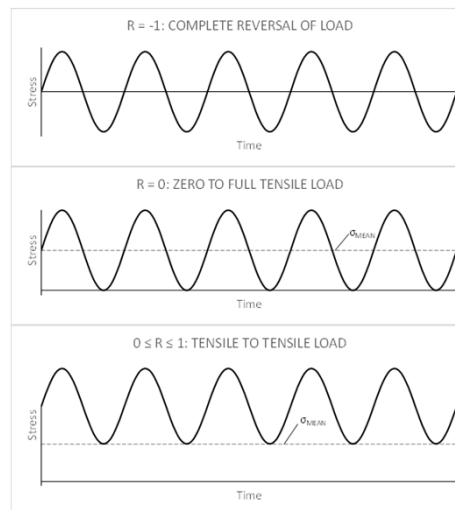 R = -1: COMPLETE REVERSAL OF LOAD
Stress
Time
R = 0: ZERO TO FULL TENSILE LOAD
Stress
σMEAN
Time
0 ≤ R ≤ 1: TENSILE TO TENSILE LOAD
Stress
σMEAN
Time